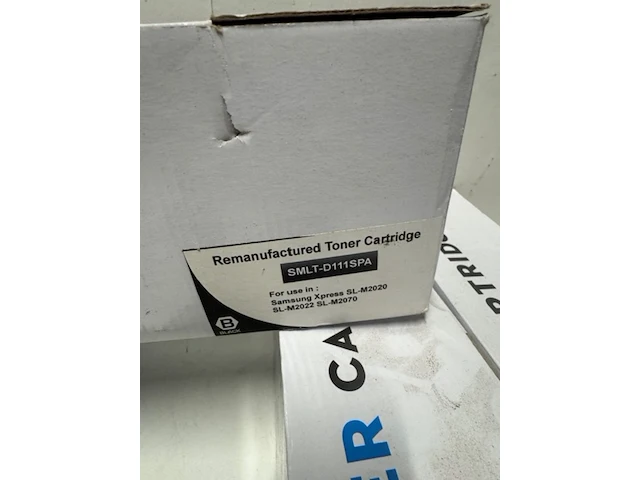 Remanufactured Toner Cartridge
SMLT-D111SPA
For use in :
Samsung Xpress SL-M2020
SL-M2022 SL-M2070
B
BLACK
ER CA
RTRIDG